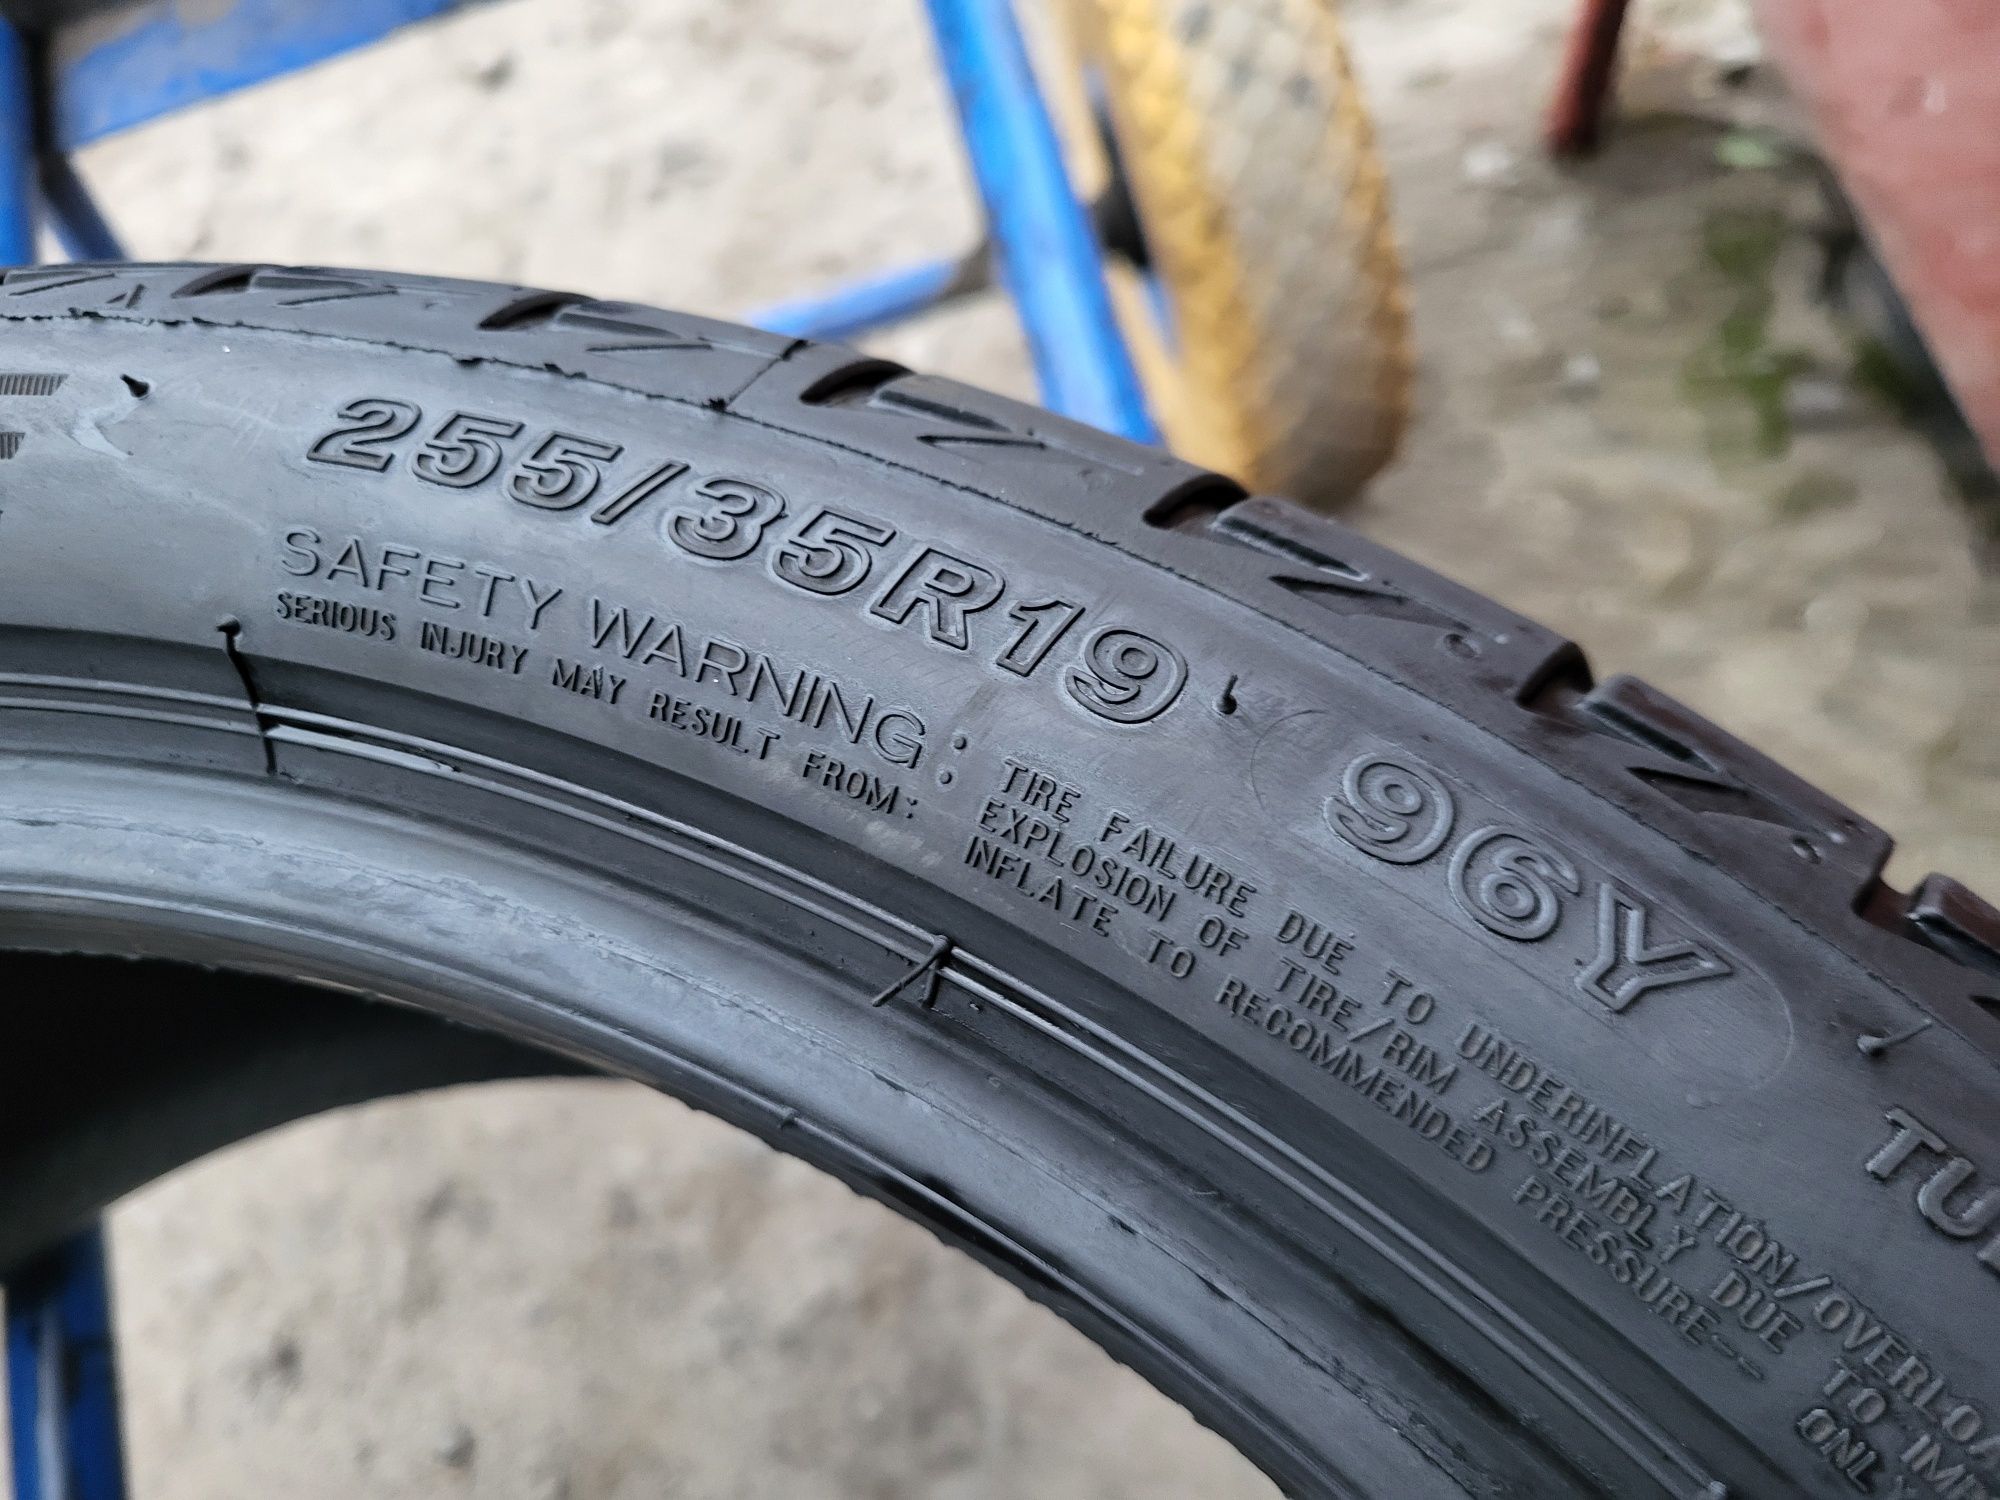 255/35R19 96Y
SAFETY WARNING:
SERIOUS INJURY MAY RESULT FROM:
TIRE FAILURE DUE TO UNDERINFLATION/
EXPLOSION OF TIRE/RIM ASSEMBLY DUE TO
INFLATE TO RECOMMENDED PRESSURE--